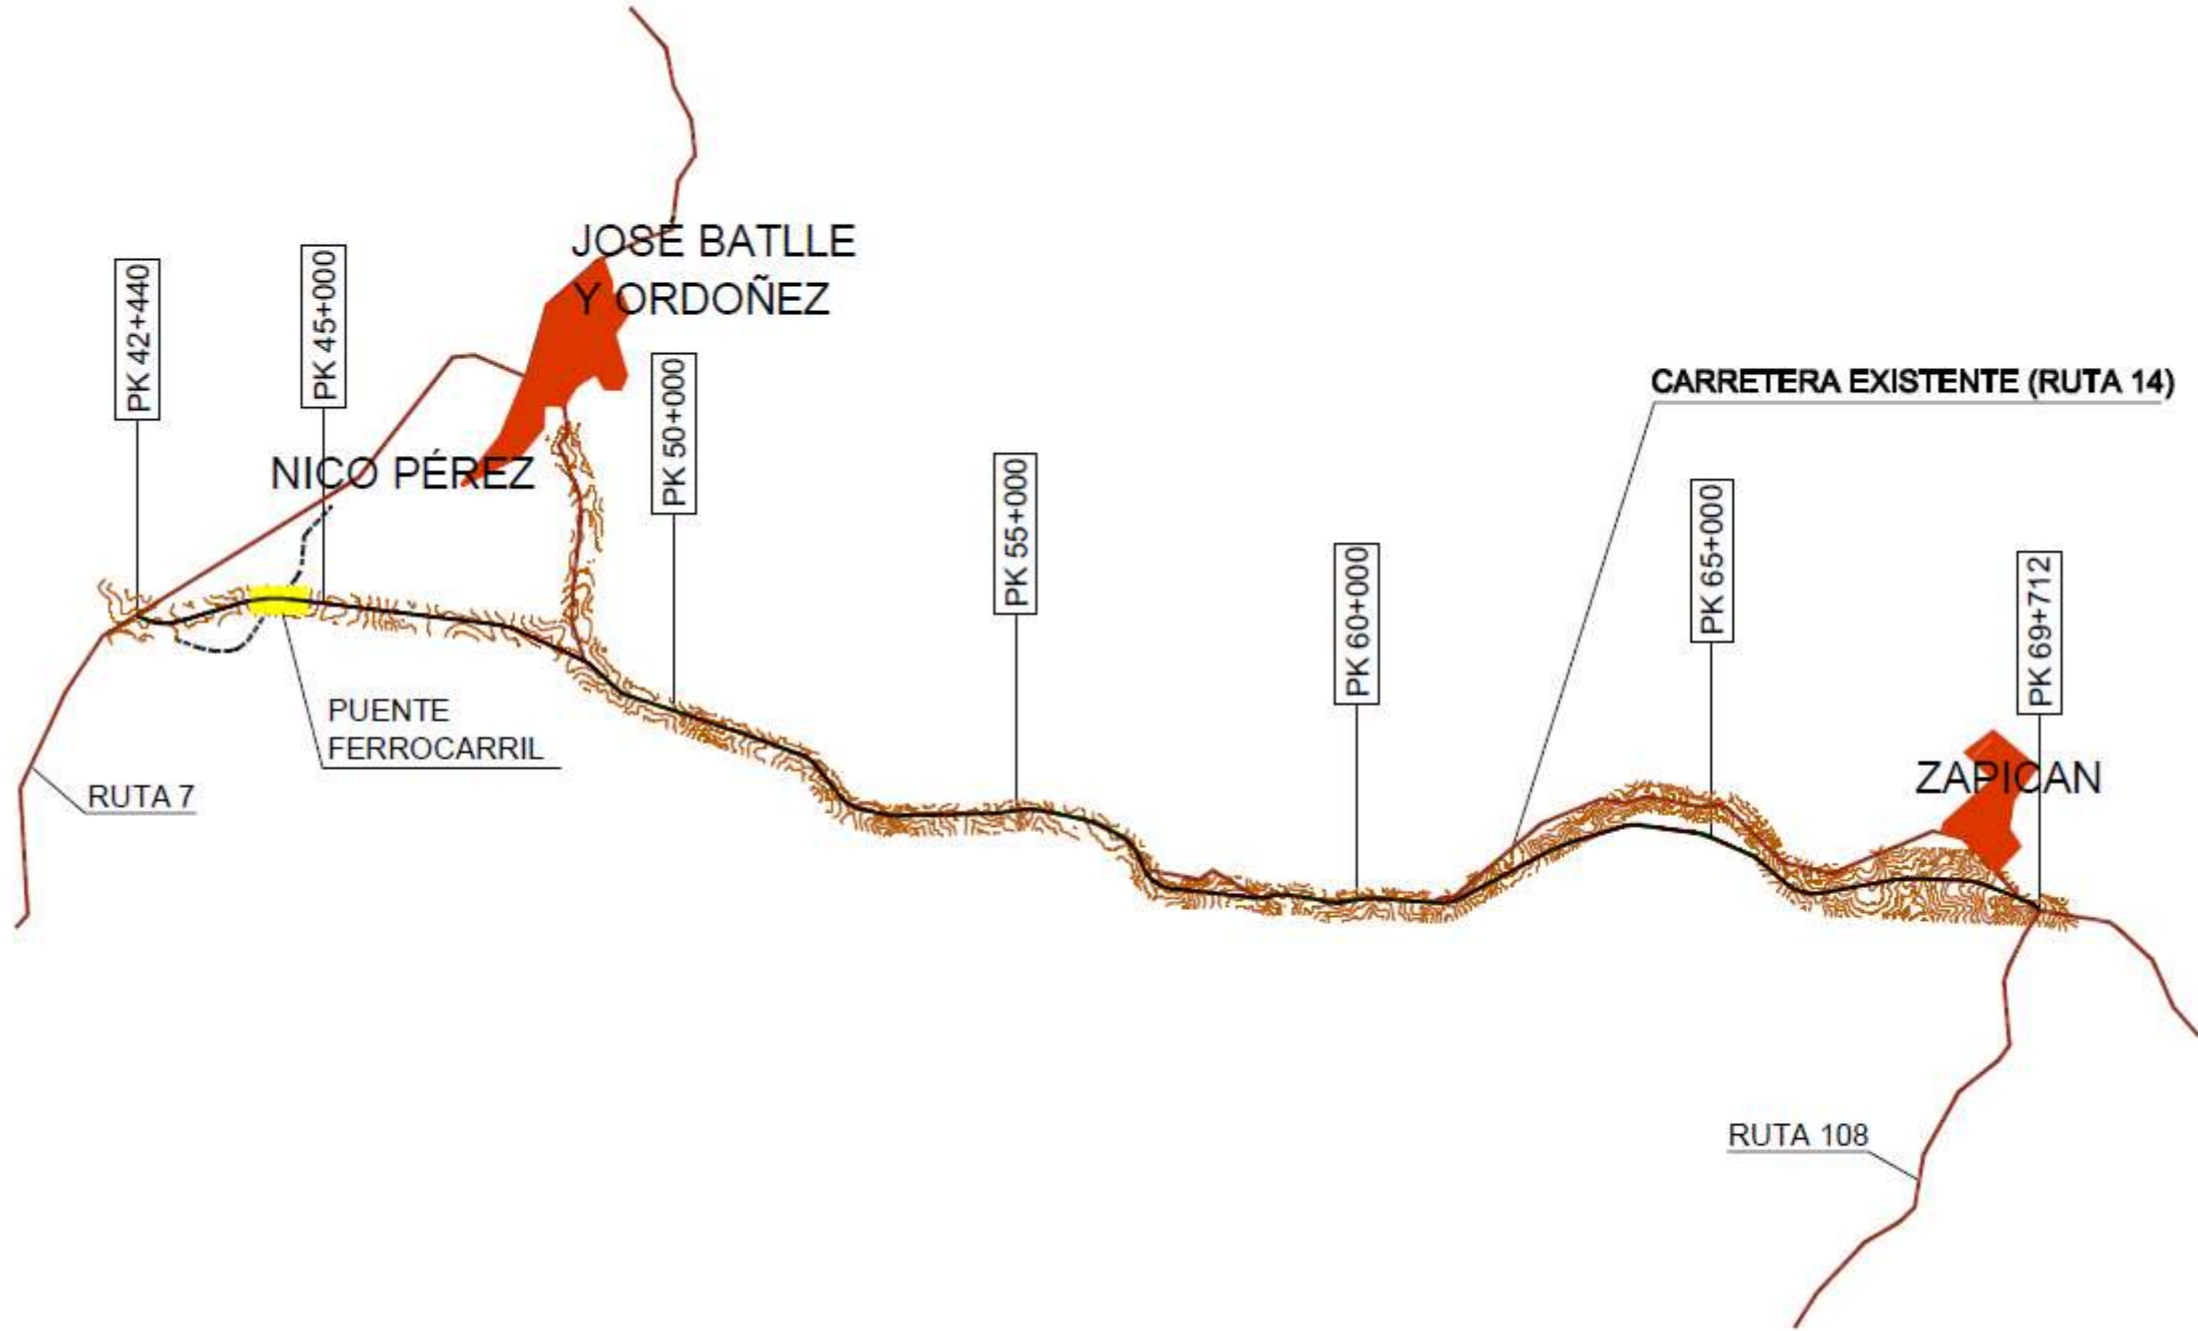 JOSÉ BATLLE
Y ORDOÑEZ
PK 42+440
PK 45+000
NICO PÉREZ
PK 50+000
CARRETERA EXISTENTE (RUTA 14)
PK 55+000
PK 65+000
PK 60+000
PK 69+712
PUENTE
FERROCARRIL
RUTA 7
ZAPICAN
RUTA 108